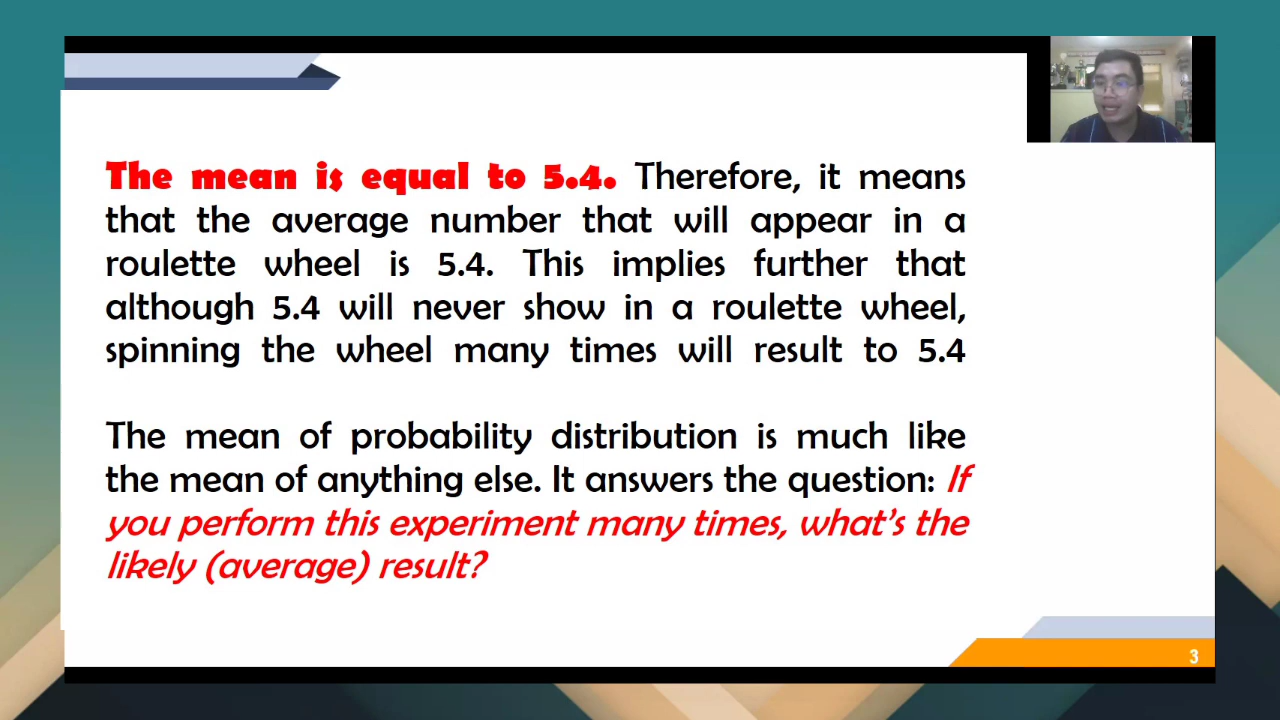 The mean is equal to 5.4. Therefore, it means
that the average number that will appear in a
roulette wheel is 5.4. This implies further that
although 5.4 will never show in a roulette wheel,
spinning the wheel many times will result to 5.4
The mean of probability distribution is much like
the mean of anything else. It answers the question: If
you perform this experiment many times, what's the
likely (average) result?
3